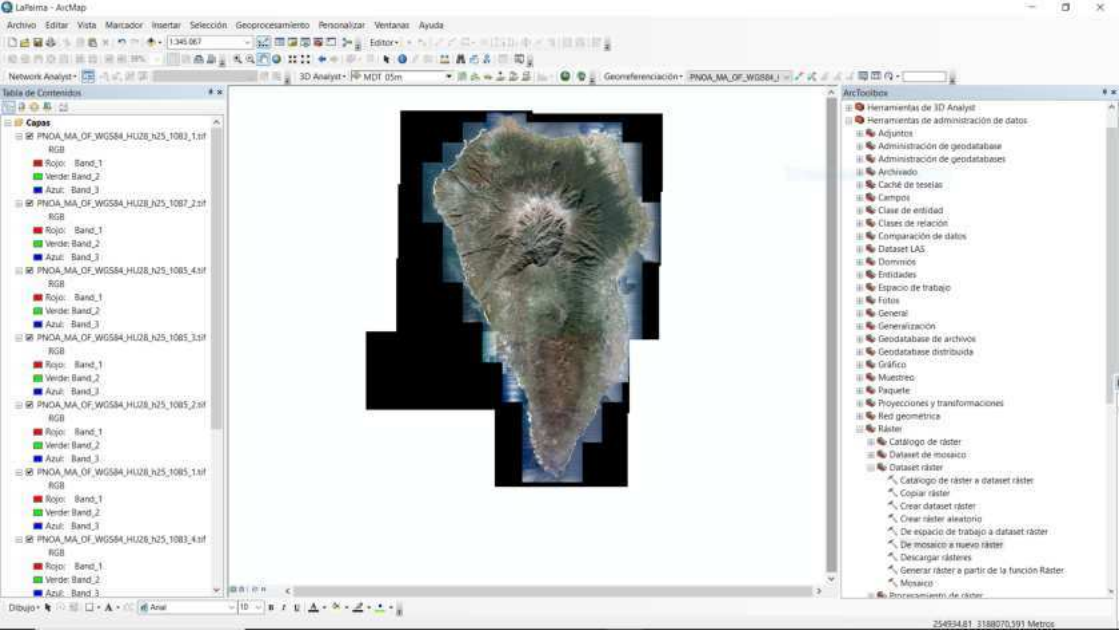 LaPalma - ArcMap
Archivo Editar Vista Marcador Insertar Selección Geoprocesamiento Personalizar Ventanas Ayuda
1:345.067 Editor
Network Analyst 3D Analyst MDT 05m Georreferenciación PNOA_MA_OF_WGS84_
Tabla de Contenidos
Capas
PNOA_MA_OF_WGS84_HU28_h25_1083_1.tif
RGB
Rojo: Band_1
Verde: Band_2
Azul: Band_3
PNOA_MA_OF_WGS84_HU28_h25_1087_2.tif
RGB
Rojo: Band_1
Verde: Band_2
Azul: Band_3
PNOA_MA_OF_WGS84_HU28_h25_1085_4.tif
RGB
Rojo: Band_1
Verde: Band_2
Azul: Band_3
PNOA_MA_OF_WGS84_HU28_h25_1085_3.tif
RGB
Rojo: Band_1
Verde: Band_2
Azul: Band_3
PNOA_MA_OF_WGS84_HU28_h25_1085_2.tif
RGB
Rojo: Band_1
Verde: Band_2
Azul: Band_3
PNOA_MA_OF_WGS84_HU28_h25_1085_1.tif
RGB
Rojo: Band_1
Verde: Band_2
Azul: Band_3
PNOA_MA_OF_WGS84_HU28_h25_1083_4.tif
RGB
Rojo: Band_1
Verde: Band_2
Azul: Band_3
ArcToolbox
Herramientas de 3D Analyst
Herramientas de administración de datos
Adjuntos
Administración de geodatabase
Administración de geodatabases
Archivado
Caché de teselas
Campos
Clase de entidad
Clases de relación
Comparación de datos
Dataset LAS
Dominios
Entidades
Espacio de trabajo
Fotos
General
Generalización
Geodatabase de archivos
Geodatabase distribuida
Gráfico
Muestreo
Paquete
Proyecciones y transformaciones
Red geométrica
Ráster
Catálogo de ráster
Dataset de mosaico
Dataset ráster
Catálogo de ráster a dataset ráster
Copiar ráster
Crear dataset ráster
Crear ráster aleatorio
De espacio de trabajo a dataset ráster
De mosaico a nuevo ráster
Descargar rásteres
Generar ráster a partir de la función Ráster
Mosaico
Procesamiento de ráster
Dibujo A Arial 10 B I U A
254934,81 3188070,591 Metros